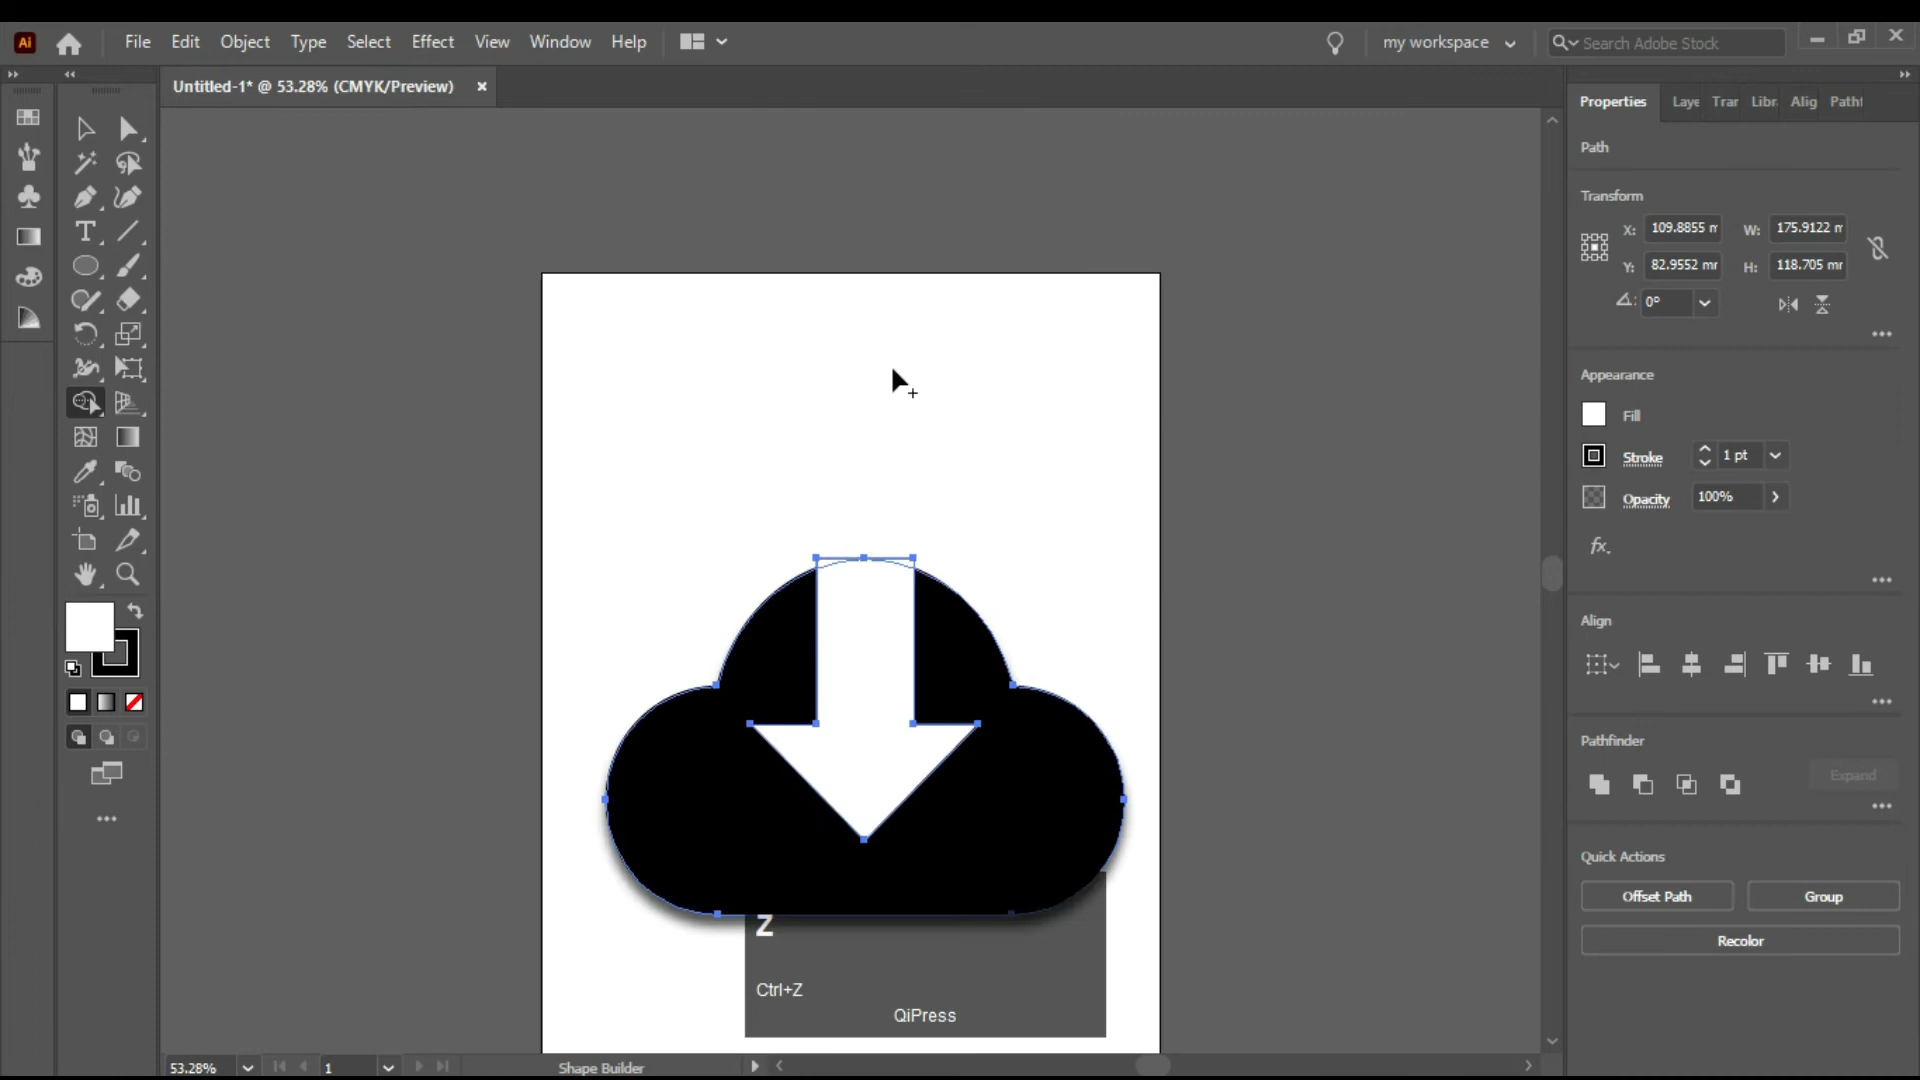 Ai File Edit Object Type Select Effect View Window Help my workspace Search Adobe Stock
Untitled-1* @ 53.28% (CMYK/Preview)
Properties Laye Trar Libr Alig Pathf
Path
Transform
X: 109.8855 m W: 175.9122 m
Y: 82.9552 mr H: 118.705 mr
0°
Appearance
Fill
Stroke 1 pt
Opacity 100%
fx.
Align
Pathfinder
Expand
Quick Actions
Offset Path Group
Recolor
Z
Ctrl+Z
QiPress
53.28% 1 Shape Builder